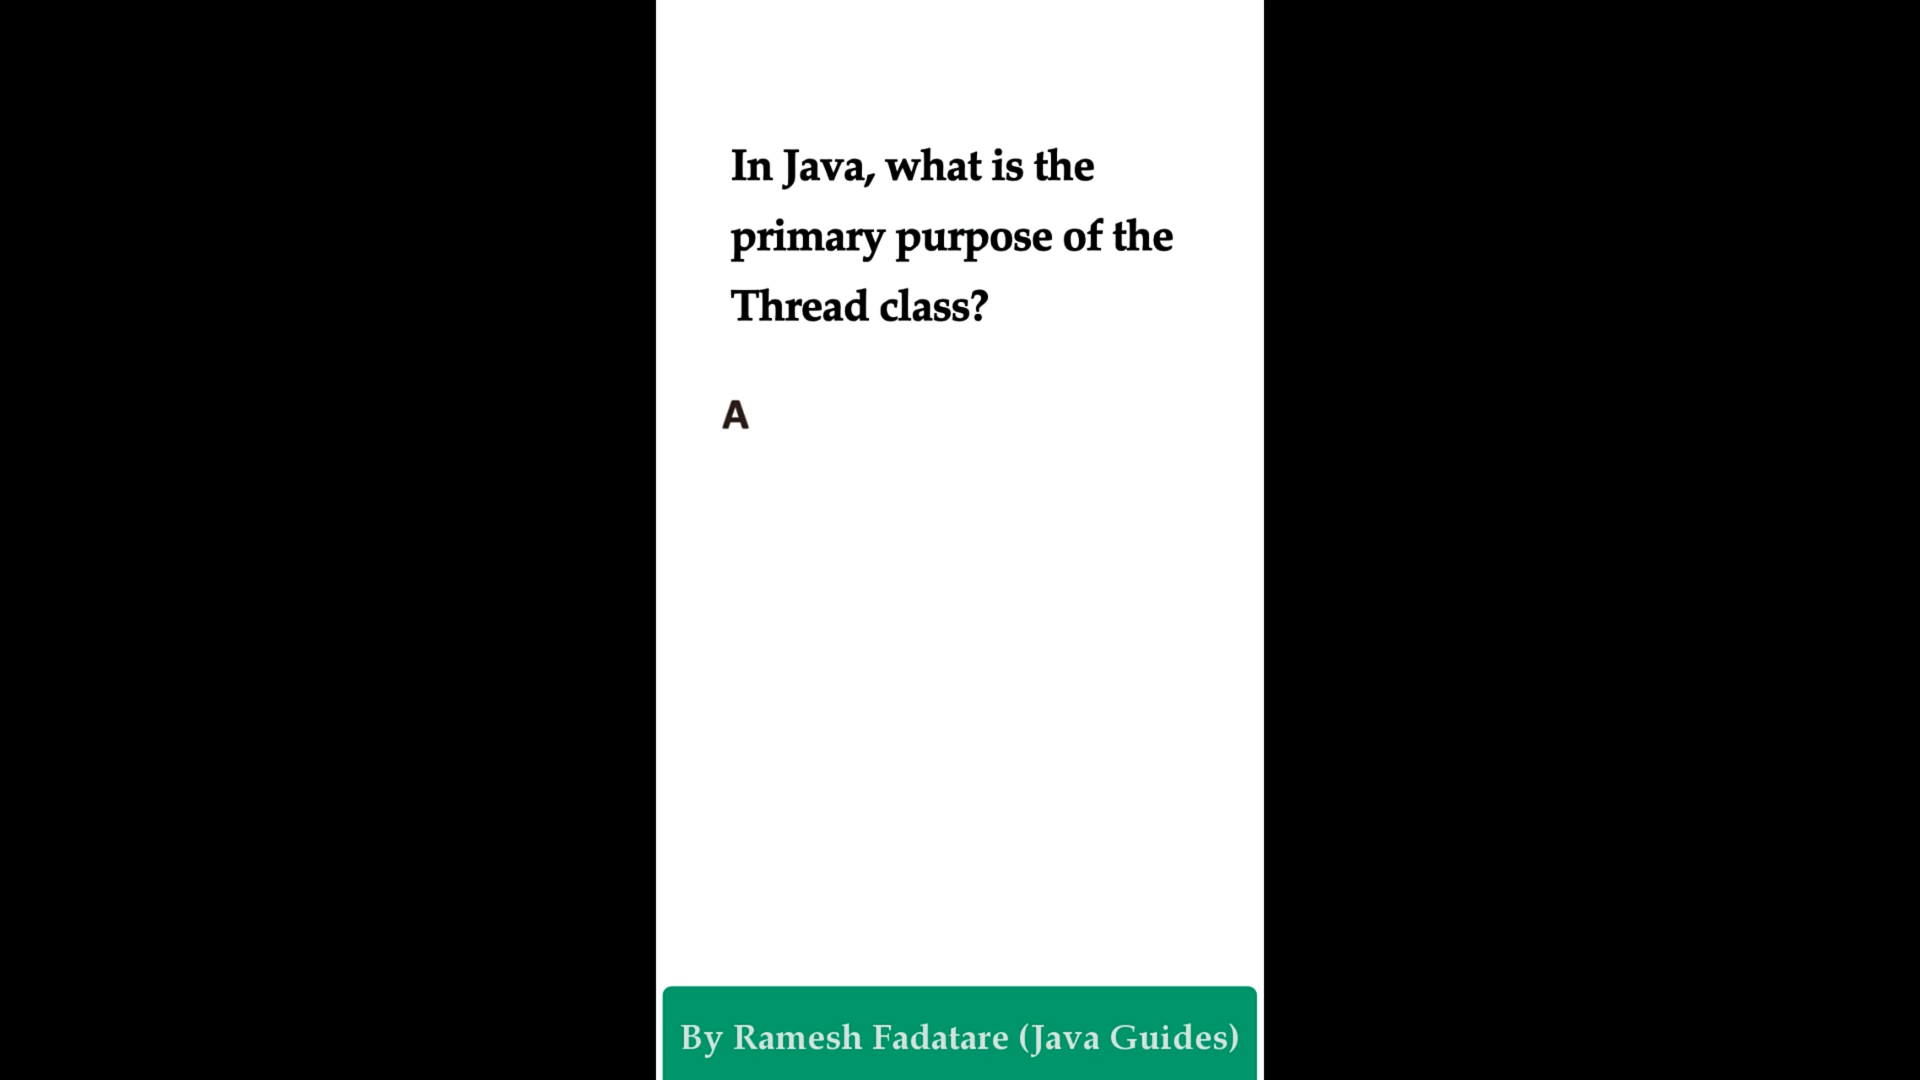 In Java, what is the
primary purpose of the
Thread class?
A
By Ramesh Fadatare (Java Guides)